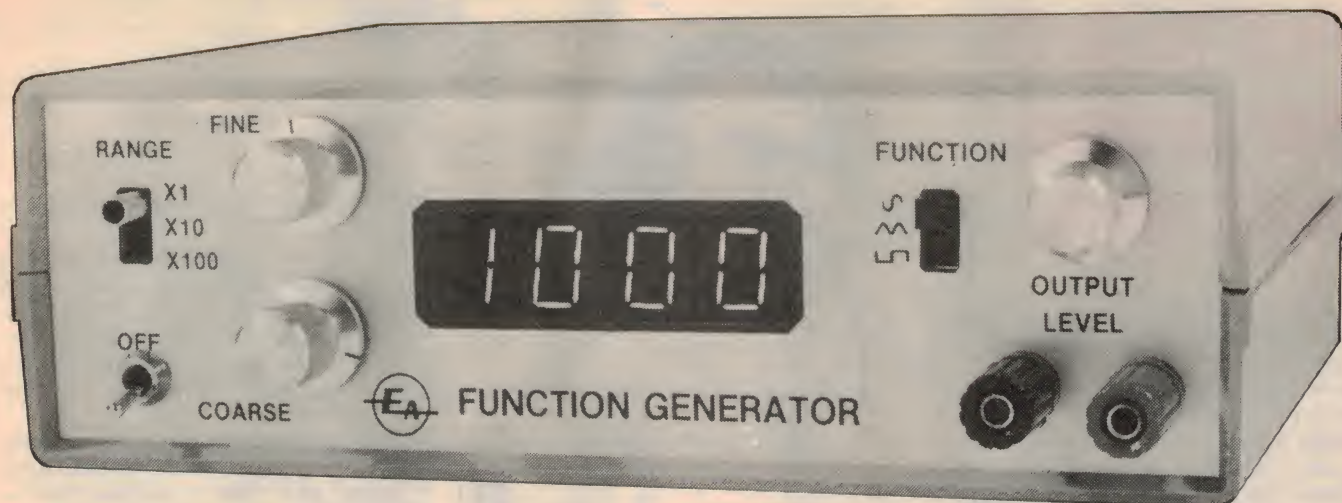 FINE
RANGE
X1
X10
X100
OFF
COARSE
1000
EA FUNCTION GENERATOR
FUNCTION
OUTPUT
LEVEL